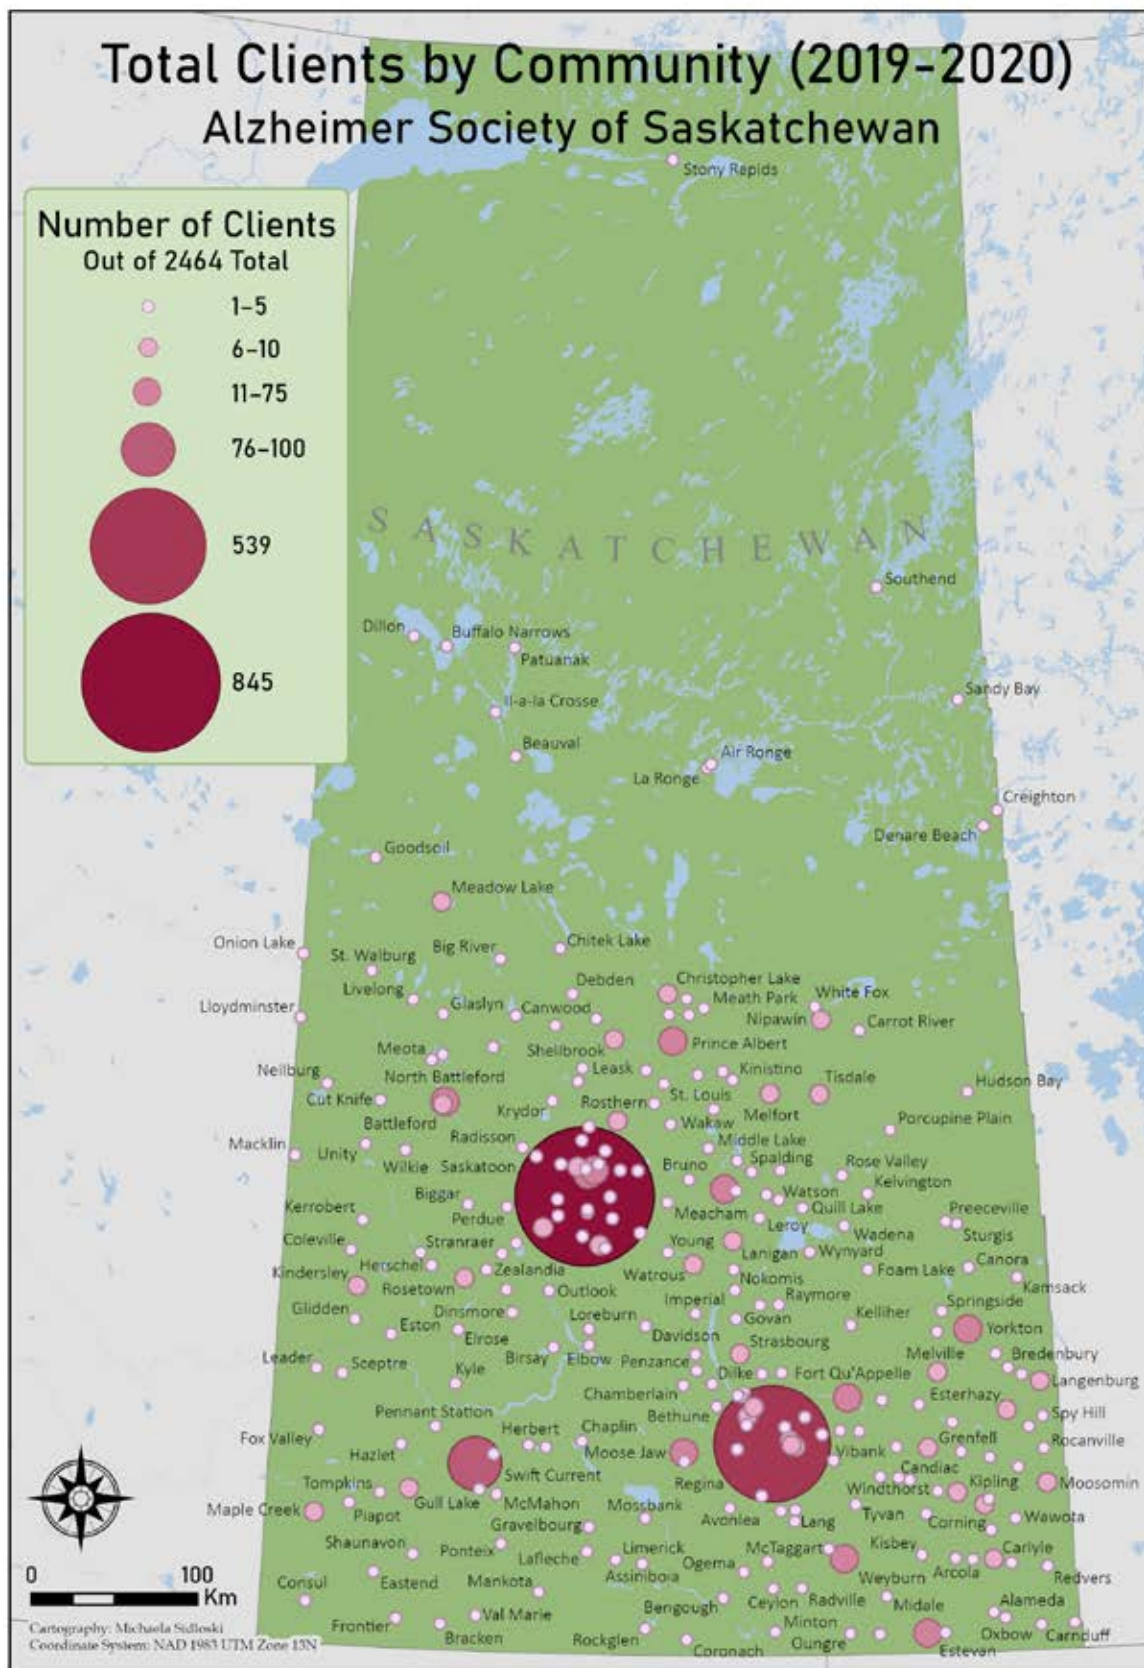 Total Clients by Community (2019-2020)
Alzheimer Society of Saskatchewan
Stony Rapids
Number of Clients
Out of 2464 Total
1-5
6-10
11-75
76-100
539
845
SASKATCHEWAN
Southend
Dillon
Buffalo Narrows
Patuanak
Sandy Bay
Il-a-la Crosse
Beauval
Air Ronge
La Ronge
Creighton
Denare Beach
Goodsoil
Meadow Lake
Onion Lake
Big River
Chitek Lake
St. Walburg
Debden
Christopher Lake
Livelong
Meath Park
White Fox
Lloydminster
Glaslyn
Canwood
Nipawin
Carrot River
Meota
Shellbrook
Prince Albert
Neilburg
North Battleford
Leask
Kinistino
Tisdale
Hudson Bay
Cut Knife
Krydor
Rosthern
St. Louis
Melfort
Battleford
Wakaw
Porcupine Plain
Macklin
Unity
Radisson
Middle Lake
Wilkie
Saskatoon
Bruno
Spalding
Rose Valley
Biggar
Watson
Kelvington
Kerrobert
Perdue
Meacham
Quill Lake
Preeceville
Leroy
Wadena
Sturgis
Coleville
Stranraer
Young
Lanigan
Wynyard
Herschel
Zealandia
Canora
Kindersley
Rosetown
Watrous
Nokomis
Foam Lake
Kamsack
Outlook
Imperial
Raymore
Glidden
Dinsmore
Loreburn
Govan
Kelliher
Springside
Eston
Elrose
Davidson
Strasbourg
Yorkton
Leader
Sceptre
Birsay
Elbow
Penzance
Melville
Bredenbury
Kyle
Dilke
Fort Qu'Appelle
Langenburg
Chamberlain
Esterhazy
Pennant Station
Bethune
Spy Hill
Fox Valley
Herbert
Chaplin
Hazlet
Moose Jaw
Vibank
Grenfell
Rocanville
Tompkins
Swift Current
Regina
Candiac
Maple Creek
Gull Lake
McMahon
Windthorst
Kipling
Moosomin
Piapot
Mossbank
Gravelbourg
Avonlea
Lang
Tyvan
Corning
Wawota
Shaunavon
Ponteix
Lafleche
Limerick
McTaggart
Kisbey
Carlyle
Assiniboia
Ogema
Weyburn
Arcola
Redvers
Consul
Eastend
Mankota
Bengough
Ceylon
Radville
Midale
Alameda
Frontier
Val Marie
Minton
Bracken
Rockglen
Coronach
Oungre
Estevan
Oxbow
Carnduff
0
100
Km
Cartography: Michaela Sidloski
Coordinate System: NAD 1983 UTM Zone 13N